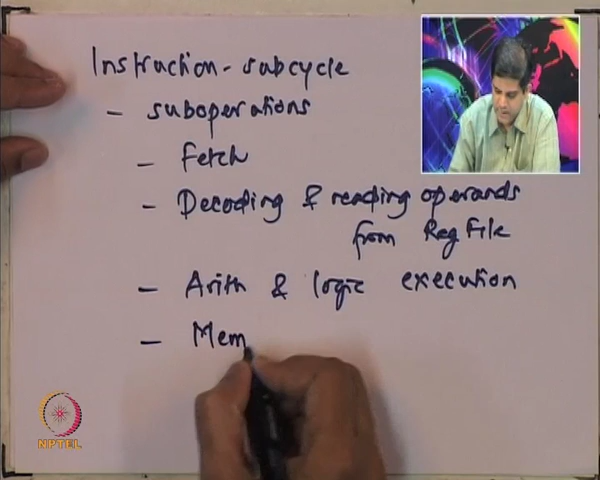 Instruction - subcycle
- suboperations
- Fetch
- Decoding & reading operands
from Reg File
- Arith & logic execution
- Mem
NPTEL